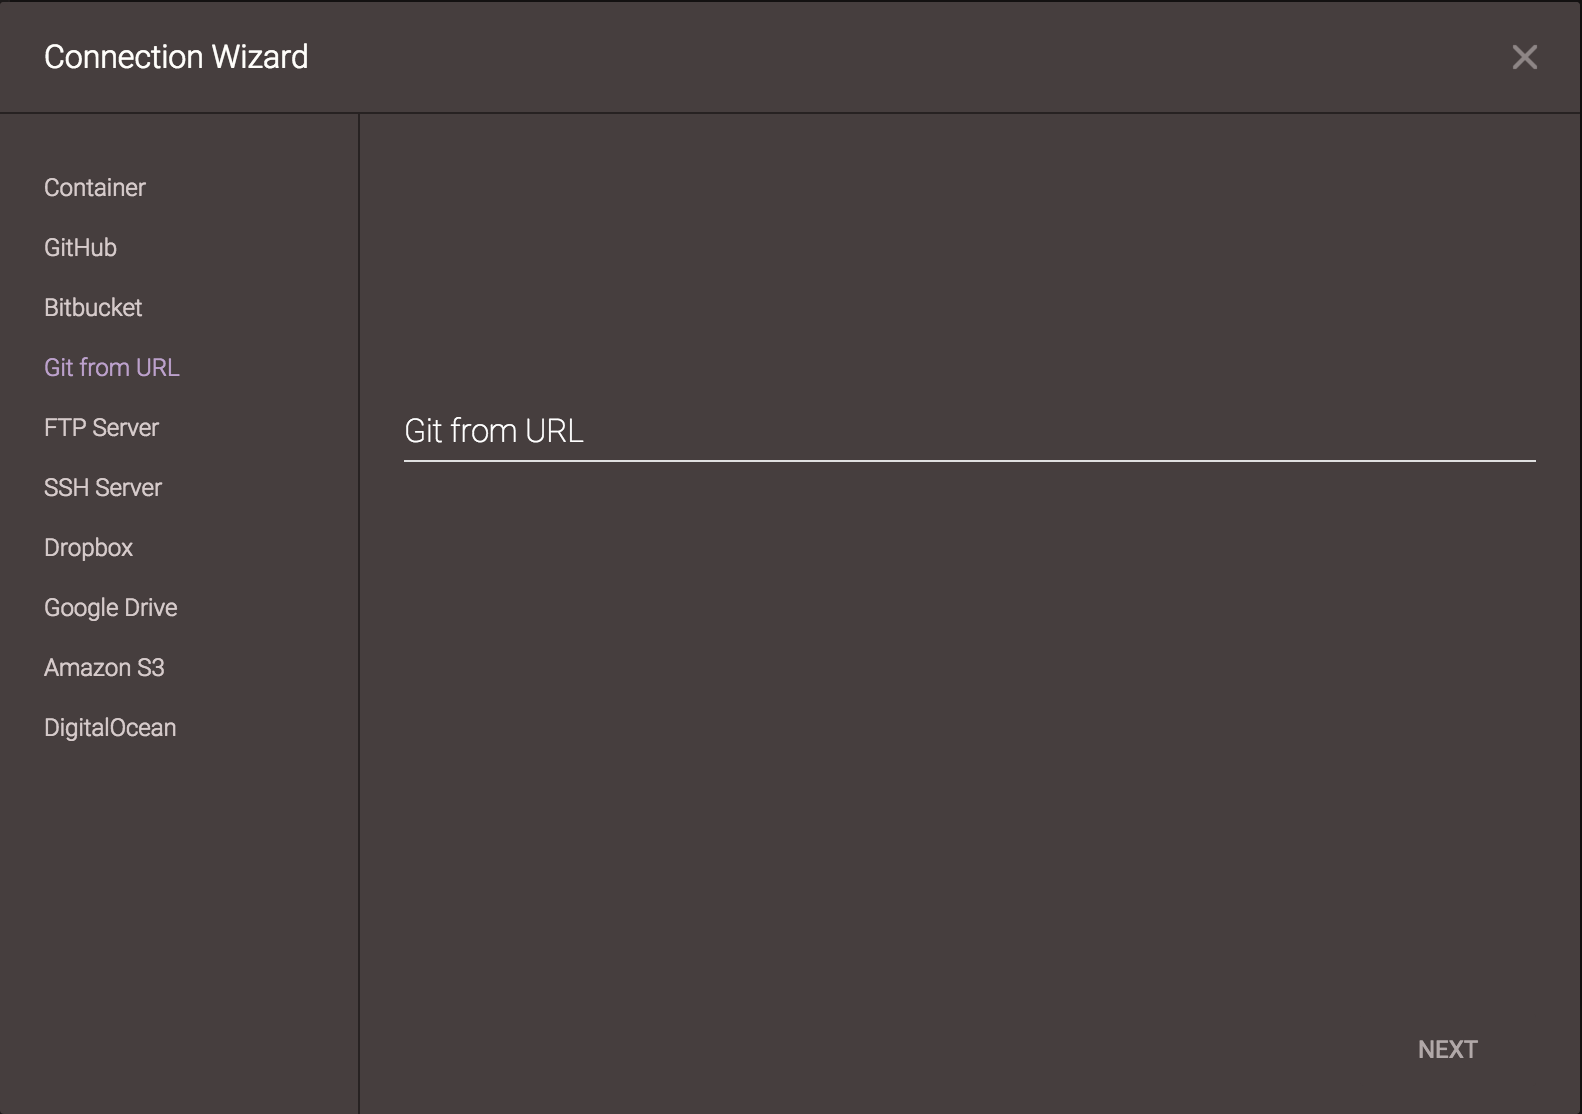 Connection Wizard
Container
GitHub
Bitbucket
Git from URL
FTP Server
SSH Server
Dropbox
Google Drive
Amazon S3
DigitalOcean
Git from URL
NEXT